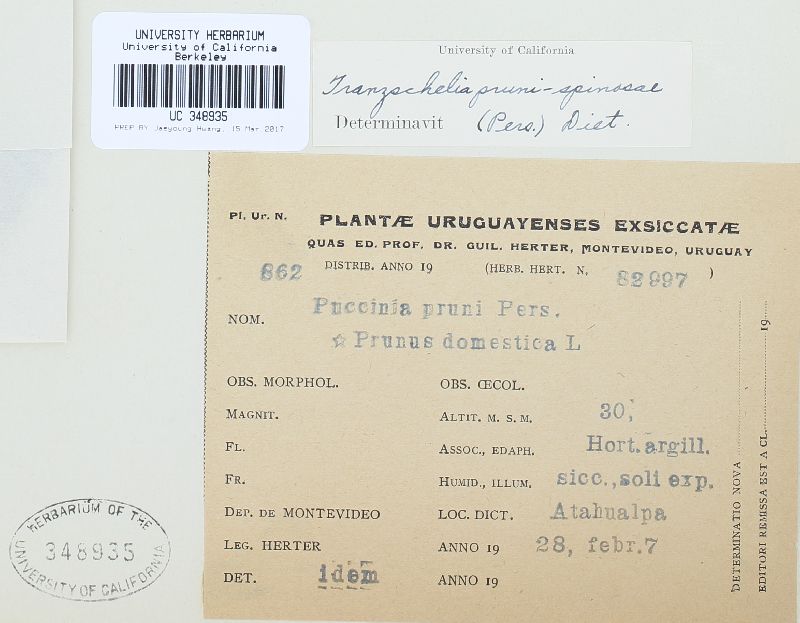 UNIVERSITY HERBARIUM
University of California
Berkeley
UC 348935
PREP BY Jaeyoung Hwang, 15 Mar 2017
University of California
Tranzschelia pruni-spinosae
Determinavit (Pers.) Diet.
Pl. Ur. N. PLANTÆ URUGUAYENSES EXSICCATÆ
QUAS ED. PROF. DR. GUIL. HERTER, MONTEVIDEO, URUGUAY
862 DISTRIB. ANNO 19 (HERB. HERT. N. 82997 )
NOM. Puccinia pruni Pers.
☆ Prunus domestica L
OBS. MORPHOL. OBS. ŒCOL.
MAGNIT. ALTIT. M. S. M. 30,
FL. ASSOC., EDAPH. Hort.argill.
FR. HUMID., ILLUM. sicc.,soli exp.
DEP. DE MONTEVIDEO LOC. DICT. Atahualpa
LEG. HERTER ANNO 19 28, febr.7
DET. idem ANNO 19
DETERMINATIO NOVA
EDITORI REMISSA EST A CL. 19
HERBARIUM OF THE
348935
UNIVERSITY OF CALIFORNIA